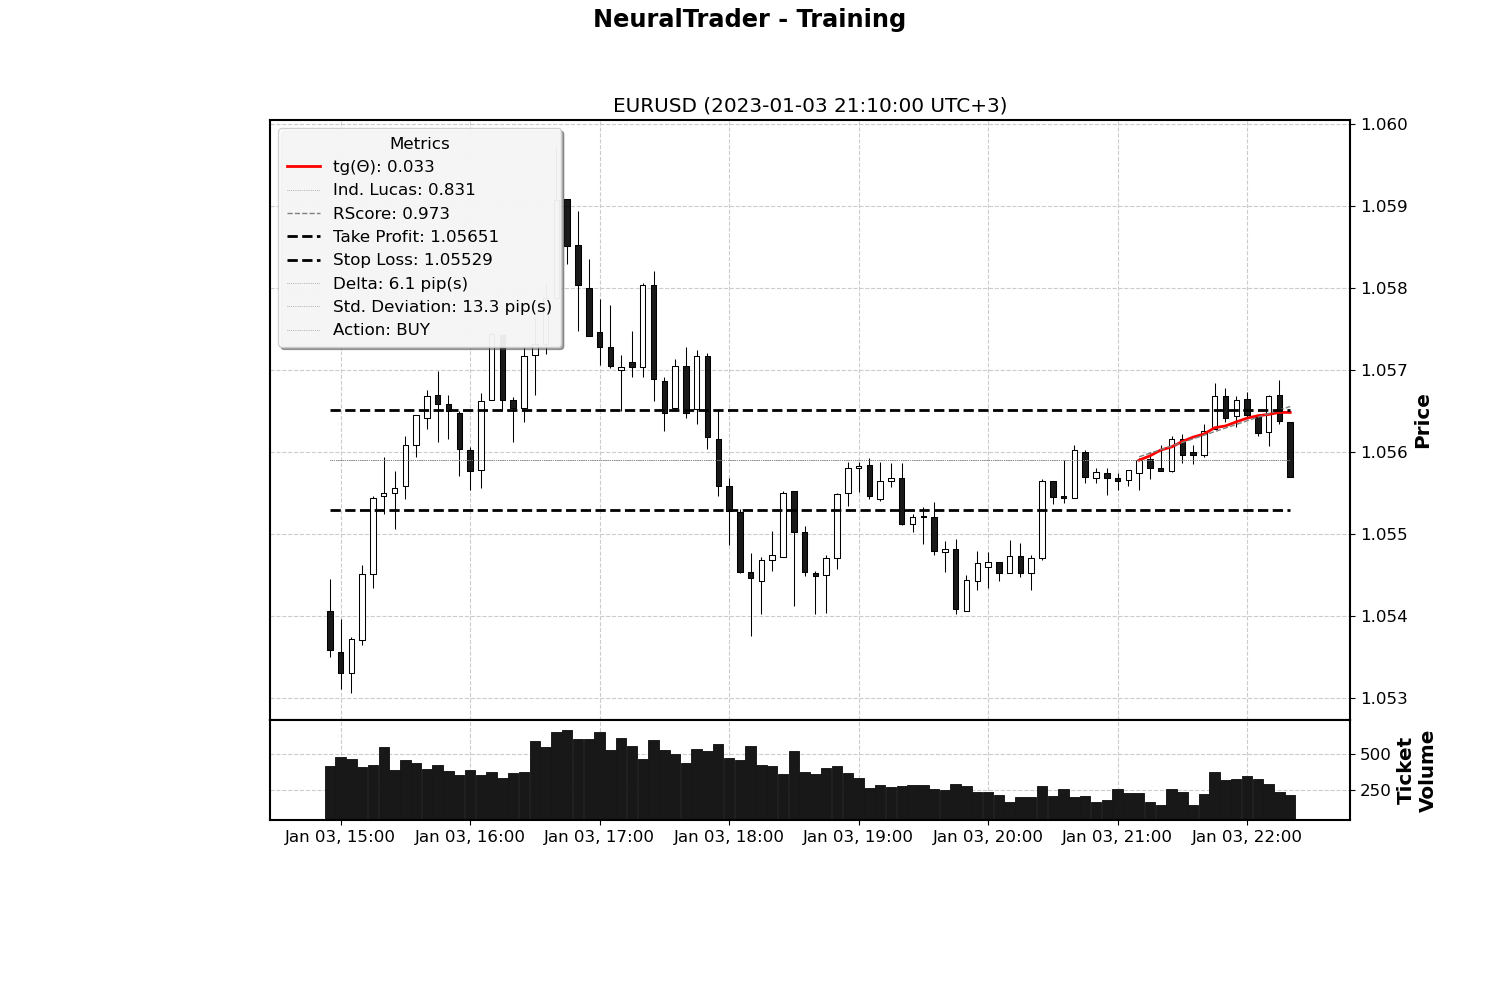 NeuralTrader - Training
EURUSD (2023-01-03 21:10:00 UTC+3)
Metrics
tg(Θ): 0.033
Ind. Lucas: 0.831
RScore: 0.973
Take Profit: 1.05651
Stop Loss: 1.05529
Delta: 6.1 pip(s)
Std. Deviation: 13.3 pip(s)
Action: BUY
1.060
1.059
1.058
1.057
1.056
1.055
1.054
1.053
Price
500
250
Ticket
Volume
Jan 03, 15:00
Jan 03, 16:00
Jan 03, 17:00
Jan 03, 18:00
Jan 03, 19:00
Jan 03, 20:00
Jan 03, 21:00
Jan 03, 22:00